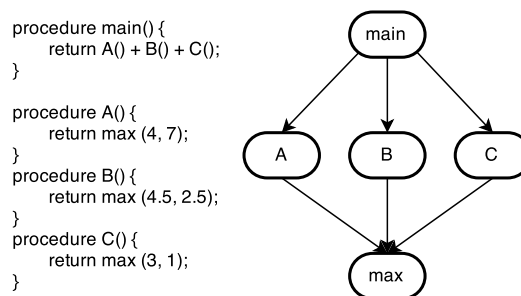 procedure main() {
return A() + B() + C();
}
procedure A() {
return max (4, 7);
}
procedure B() {
return max (4.5, 2.5);
}
procedure C() {
return max (3, 1);
}
main
A
B
C
max